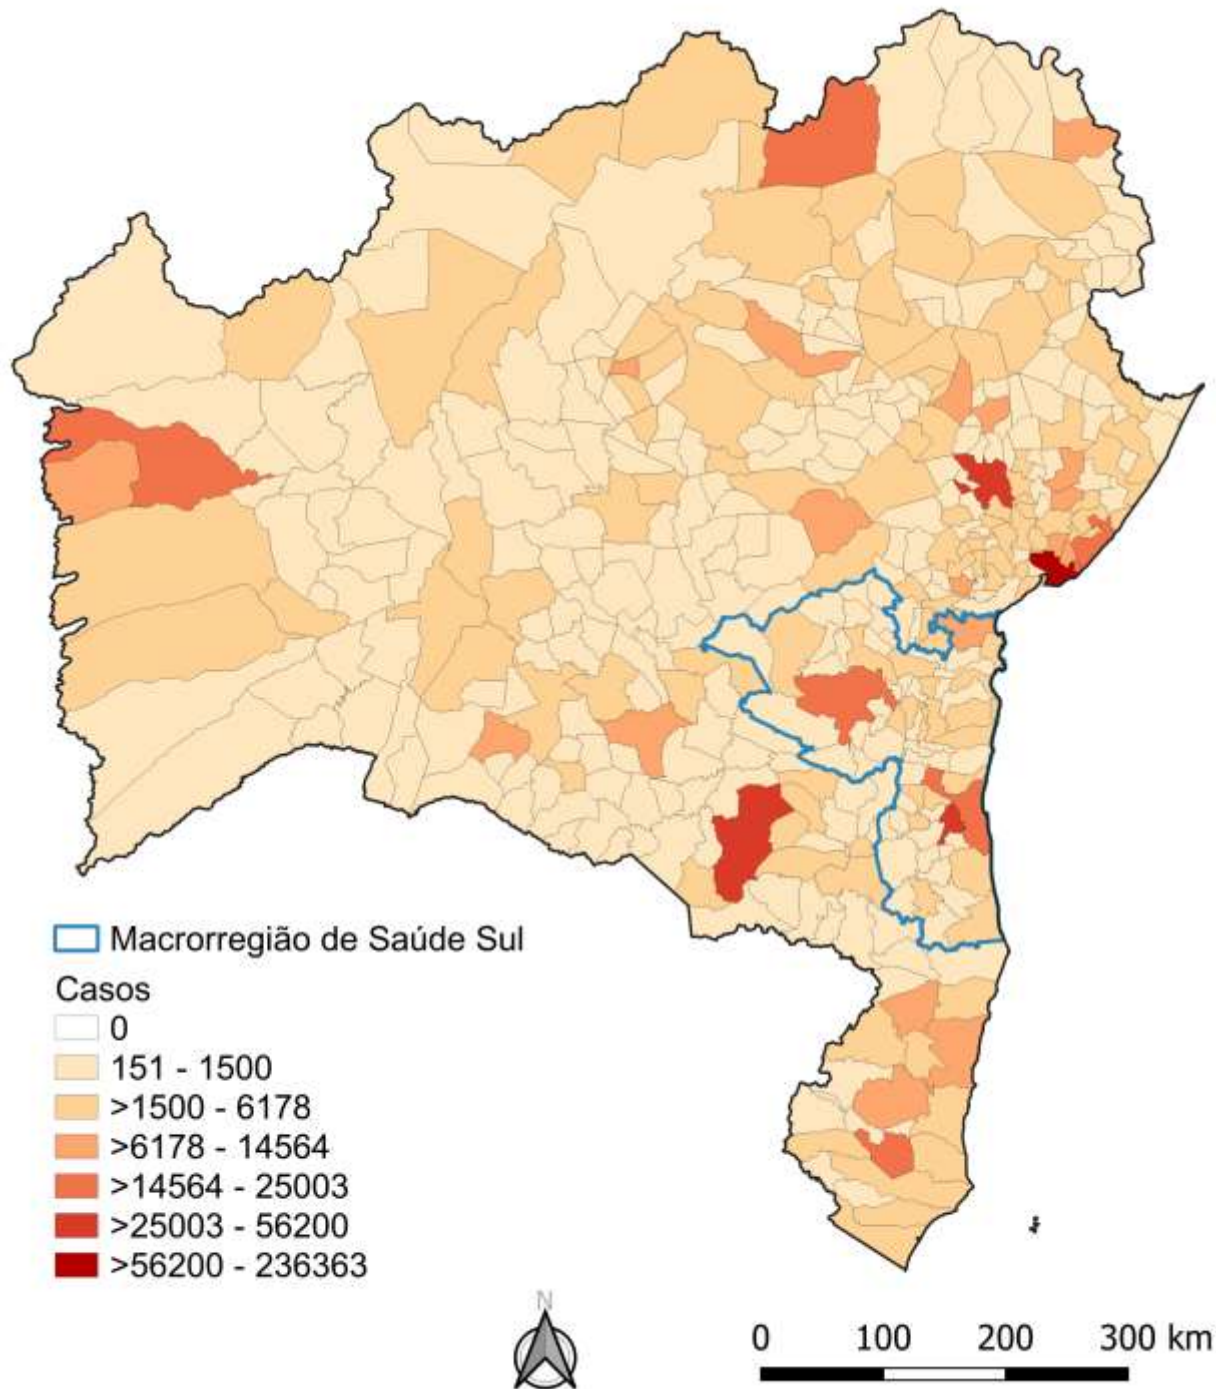 Macrorregião de Saúde Sul
Casos
0
151 - 1500
>1500 - 6178
>6178 - 14564
>14564 - 25003
>25003 - 56200
>56200 - 236363
N
0 100 200 300 km